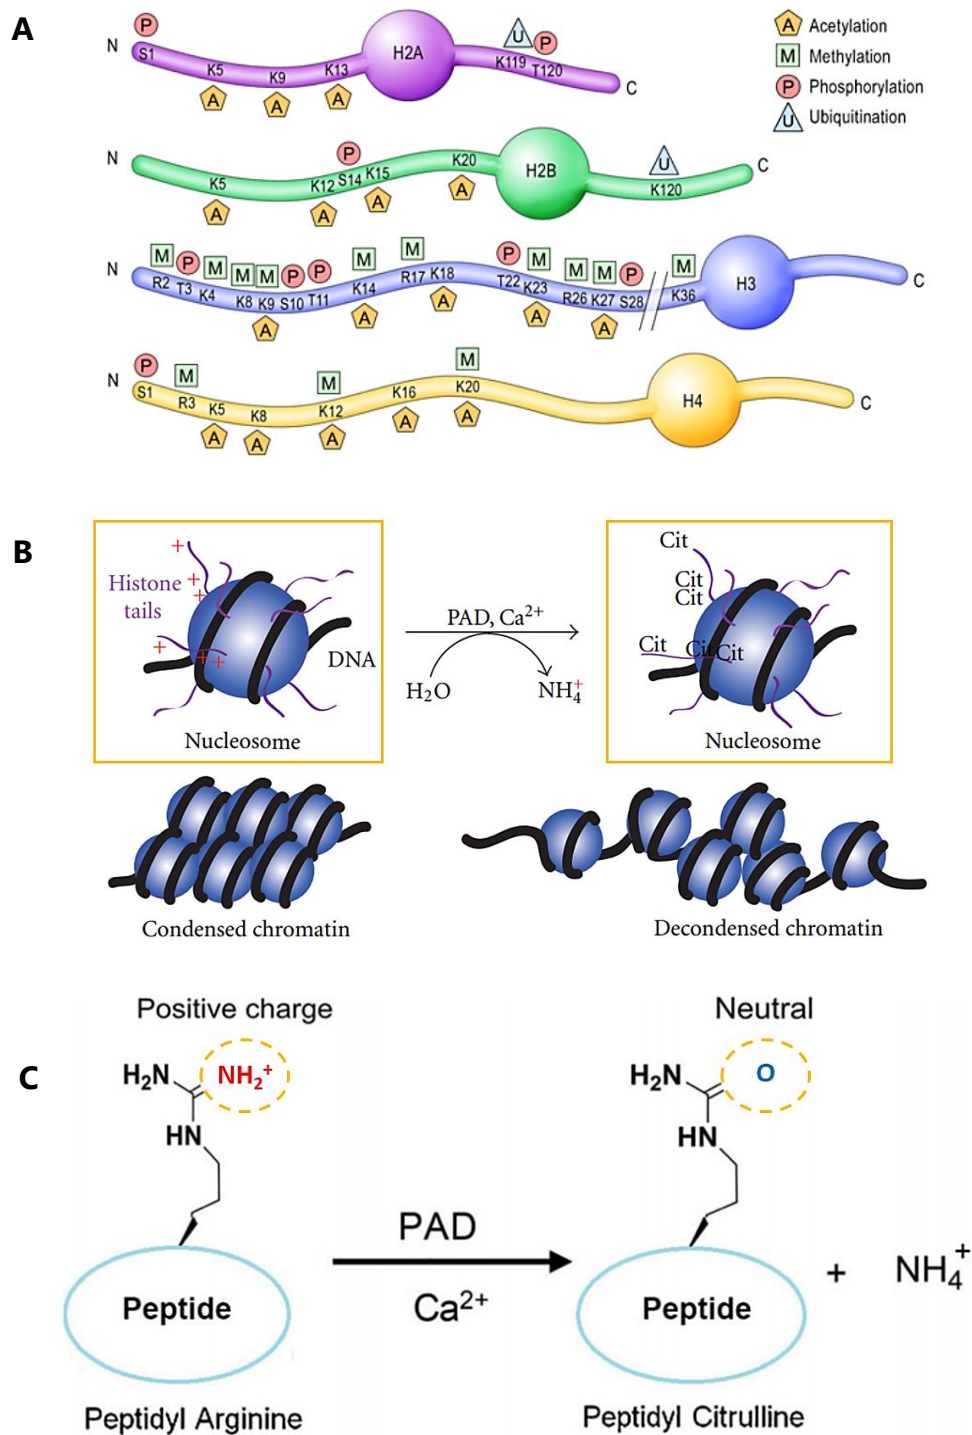 A
P
U
P
N
S1
K5
K9
K13
H2A
K119
T120
C
A
A
A
A Acetylation
M Methylation
P Phosphorylation
U Ubiquitination
P
U
N
K5
K12
S14
K15
K20
H2B
K120
C
A
A
A
A
M
P
M
M
M
P
P
M
M
P
M
M
M
P
M
N
R2
T3
K4
K8
K9
S10
T11
K14
R17
K18
T22
K23
R26
K27
S28
K36
H3
C
A
A
A
A
A
P
M
M
M
N
S1
R3
K5
K8
K12
K16
K20
H4
C
A
A
A
A
A
B
+
+
+
+
+
+
Histone
tails
DNA
Nucleosome
PAD, Ca2+
H2O
NH4+
Cit
Cit
Cit
Cit
Cit
Cit
Nucleosome
Condensed chromatin
Decondensed chromatin
C
Positive charge
Neutral
H2N
NH2+
HN
H2N
O
HN
PAD
Ca2+
Peptide
Peptide
+
NH4+
Peptidyl Arginine
Peptidyl Citrulline